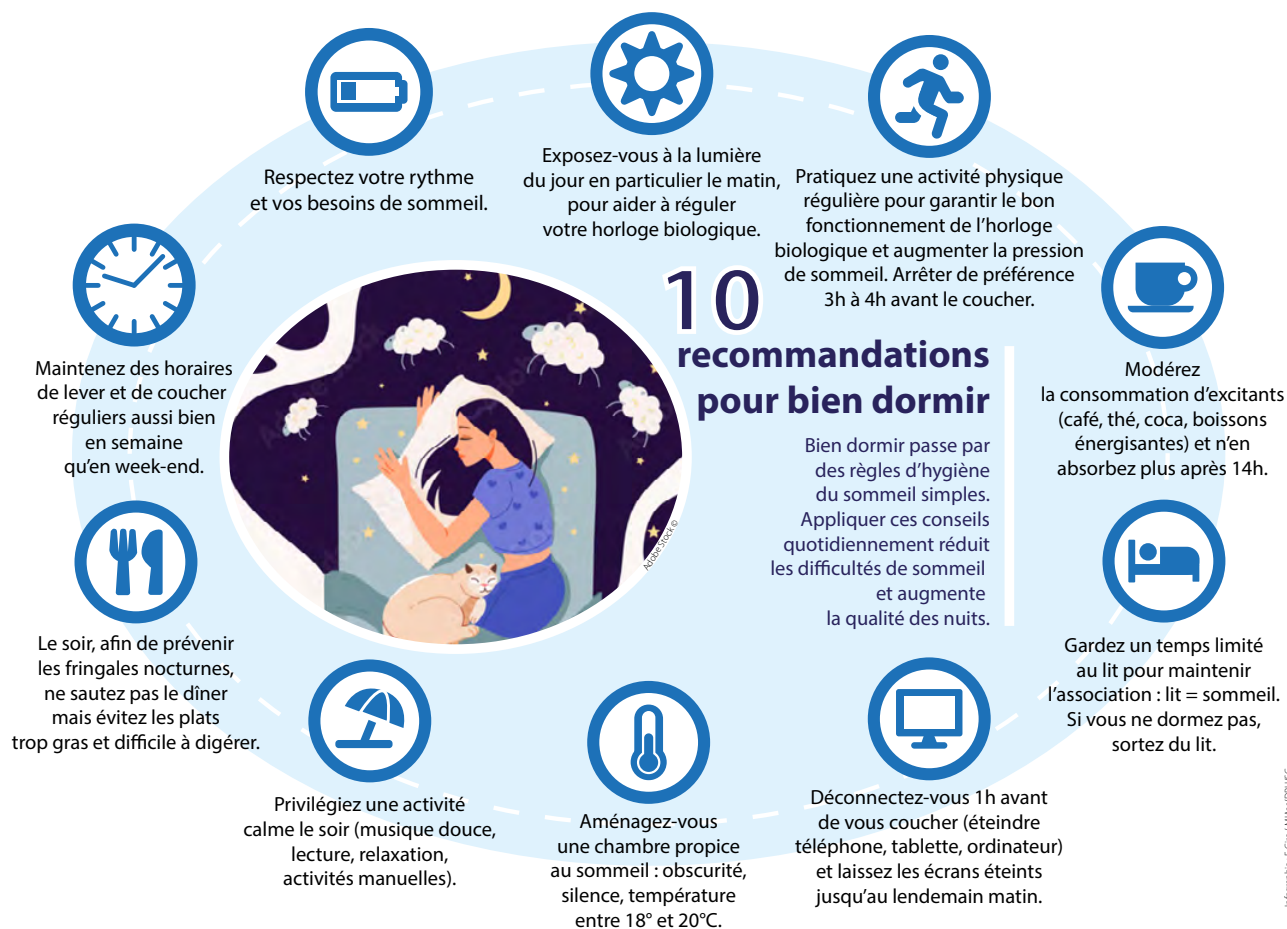 10
recommandations
pour bien dormir
Bien dormir passe par
des règles d'hygiène
du sommeil simples.
Appliquer ces conseils
quotidiennement réduit
les difficultés de sommeil
et augmente
la qualité des nuits.
Respectez votre rythme
et vos besoins de sommeil.
Exposez-vous à la lumière
du jour en particulier le matin,
pour aider à réguler
votre horloge biologique.
Pratiquez une activité physique
régulière pour garantir le bon
fonctionnement de l'horloge
biologique et augmenter la pression
de sommeil. Arrêter de préférence
3h à 4h avant le coucher.
Modérez
la consommation d'excitants
(café, thé, coca, boissons
énergisantes) et n'en
absorbez plus après 14h.
Gardez un temps limité
au lit pour maintenir
l'association : lit = sommeil.
Si vous ne dormez pas,
sortez du lit.
Déconnectez-vous 1h avant
de vous coucher (éteindre
téléphone, tablette, ordinateur)
et laissez les écrans éteints
jusqu'au lendemain matin.
Aménagez-vous
une chambre propice
au sommeil : obscurité,
silence, température
entre 18° et 20°C.
Privilégiez une activité
calme le soir (musique douce,
lecture, relaxation,
activités manuelles).
Le soir, afin de prévenir
les fringales nocturnes,
ne sautez pas le dîner
mais évitez les plats
trop gras et difficile à digérer.
Maintenez des horaires
de lever et de coucher
réguliers aussi bien
en semaine
qu'en week-end.
Adobe Stock ©